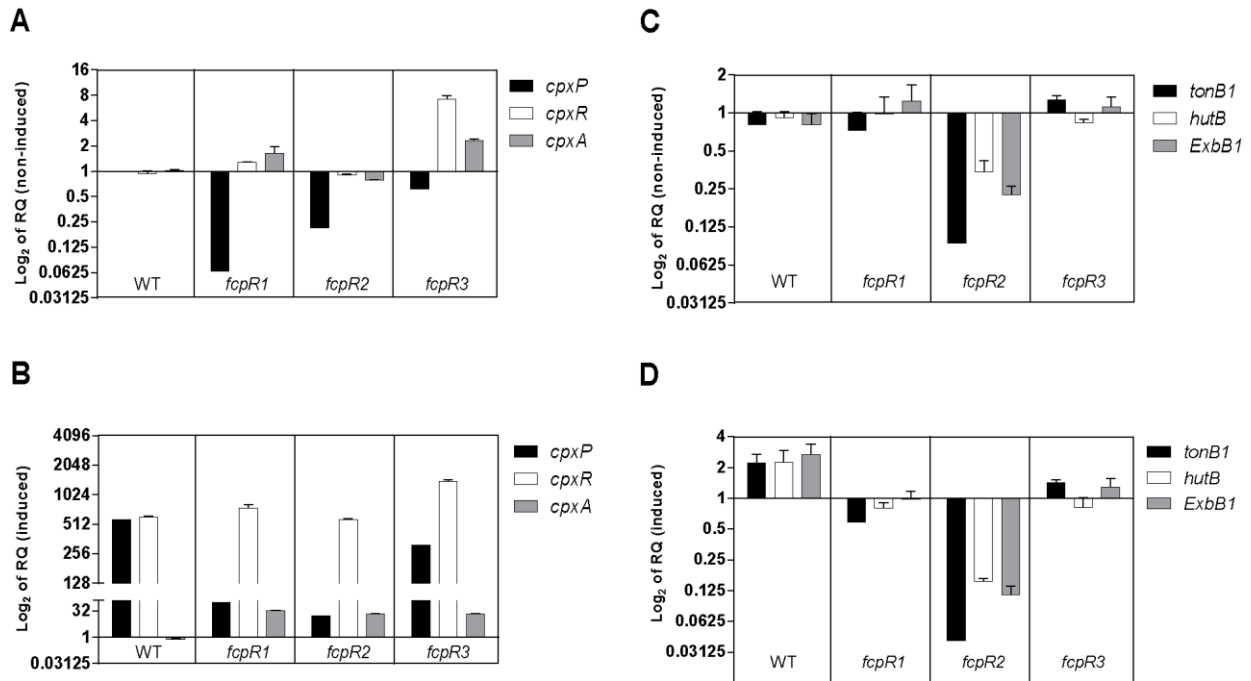 A
Log2 of RQ (non-induced)
16
8
4
2
1
0.5
0.25
0.125
0.0625
0.03125
WT
fcpR1
fcpR2
fcpR3
cpxP
cpxR
cpxA
C
Log2 of RQ (non-induced)
2
1
0.5
0.25
0.125
0.0625
0.03125
WT
fcpR1
fcpR2
fcpR3
tonB1
hutB
ExbB1
B
Log2 of RQ (induced)
4096
2048
1024
512
256
128
32
1
0.03125
WT
fcpR1
fcpR2
fcpR3
cpxP
cpxR
cpxA
D
Log2 of RQ (induced)
4
2
1
0.5
0.25
0.125
0.0625
0.03125
WT
fcpR1
fcpR2
fcpR3
tonB1
hutB
ExbB1